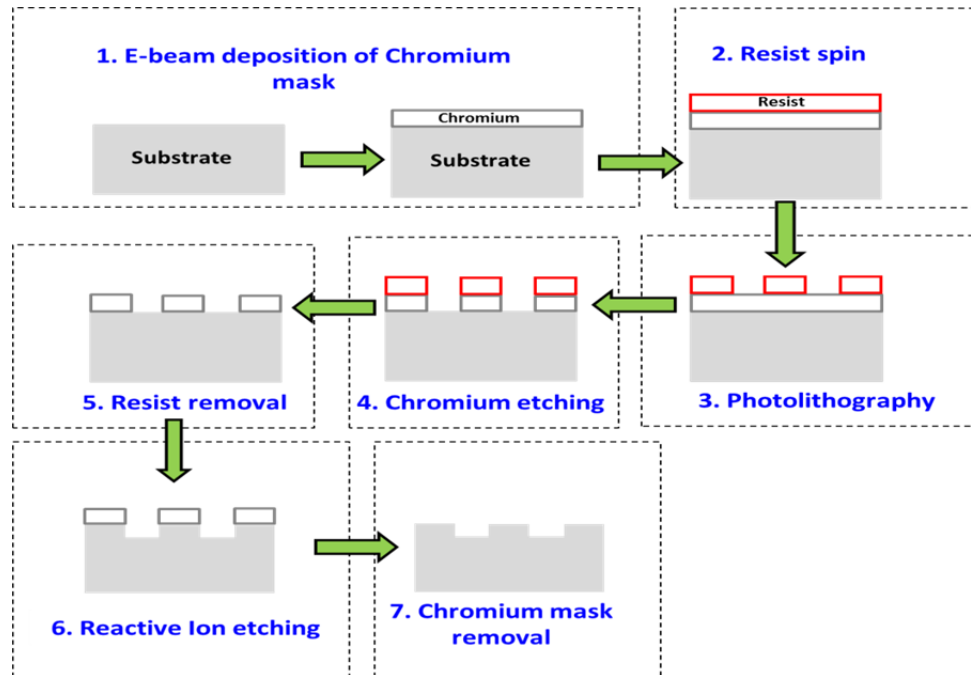 1. E-beam deposition of Chromium
mask
Substrate
Chromium
Substrate
2. Resist spin
Resist
3. Photolithography
4. Chromium etching
5. Resist removal
6. Reactive Ion etching
7. Chromium mask
removal